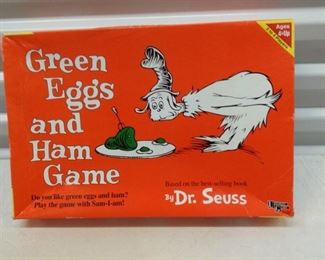 Green
Eggs
and
Ham
Game
Do you like green eggs and ham?
Play the game with Sam-I-am!
Based on the best-selling book
By Dr. Seuss
Ages